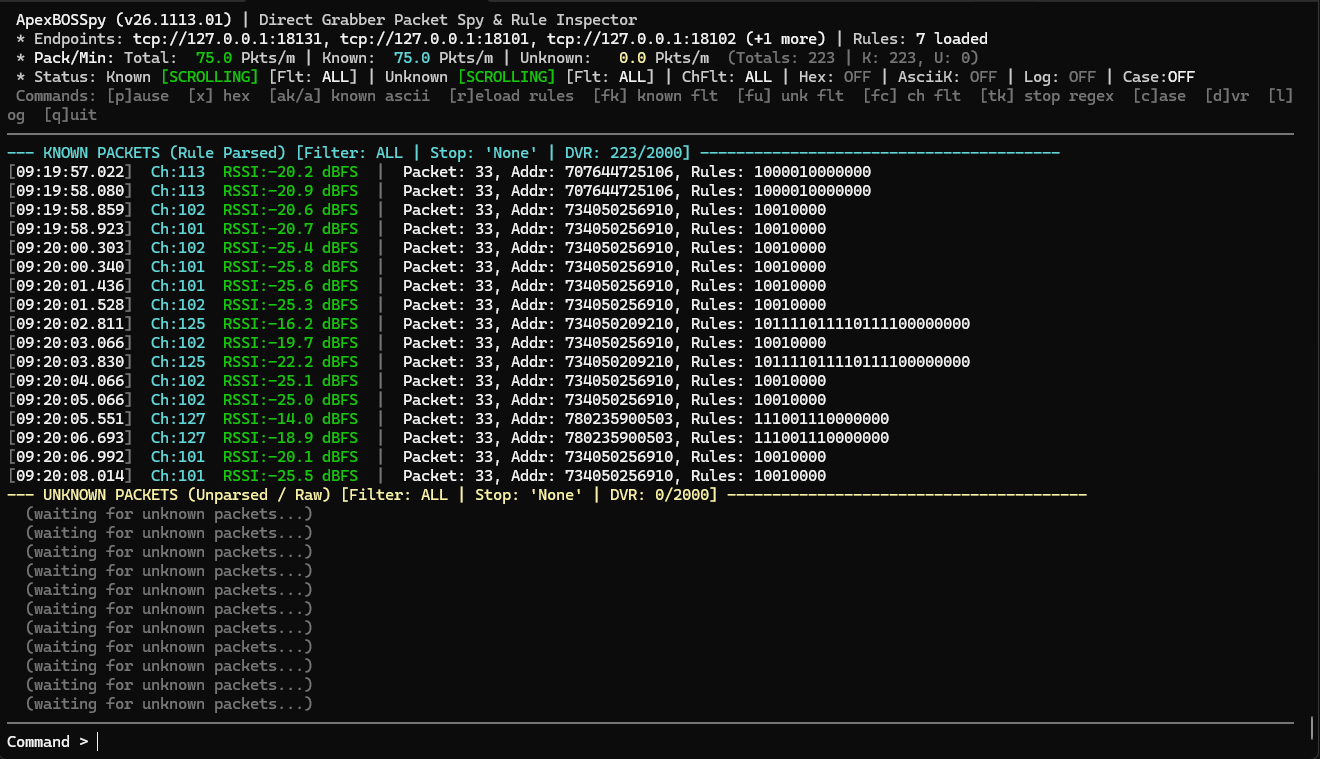 ApexBOSSpy (v26.1113.01) | Direct Grabber Packet Spy & Rule Inspector
* Endpoints: tcp://127.0.0.1:18131, tcp://127.0.0.1:18101, tcp://127.0.0.1:18102 (+1 more) | Rules: 7 loaded
* Pack/Min: Total:  75.0 Pkts/m | Known:  75.0 Pkts/m | Unknown:   0.0 Pkts/m  (Totals: 223 | K: 223, U: 0)
* Status: Known [SCROLLING] [Flt: ALL] | Unknown [SCROLLING] [Flt: ALL] | ChFlt: ALL | Hex: OFF | AsciiK: OFF | Log: OFF | Case:OFF
Commands: [p]ause  [x] hex  [ak/a] known ascii  [r]eload rules  [fk] known flt  [fu] unk flt  [fc] ch flt  [tk] stop regex  [c]ase  [d]vr  [l]
og  [q]uit
--- KNOWN PACKETS (Rule Parsed) [Filter: ALL | Stop: 'None' | DVR: 223/2000] ----------------------------------------
[09:19:57.022]  Ch:113  RSSI:-20.2 dBFS  |  Packet: 33, Addr: 707644725106, Rules: 1000010000000
[09:19:58.080]  Ch:113  RSSI:-20.9 dBFS  |  Packet: 33, Addr: 707644725106, Rules: 1000010000000
[09:19:58.859]  Ch:102  RSSI:-20.6 dBFS  |  Packet: 33, Addr: 734050256910, Rules: 10010000
[09:19:58.923]  Ch:101  RSSI:-20.7 dBFS  |  Packet: 33, Addr: 734050256910, Rules: 10010000
[09:20:00.303]  Ch:102  RSSI:-25.4 dBFS  |  Packet: 33, Addr: 734050256910, Rules: 10010000
[09:20:00.340]  Ch:101  RSSI:-25.8 dBFS  |  Packet: 33, Addr: 734050256910, Rules: 10010000
[09:20:01.436]  Ch:101  RSSI:-25.6 dBFS  |  Packet: 33, Addr: 734050256910, Rules: 10010000
[09:20:01.528]  Ch:102  RSSI:-25.3 dBFS  |  Packet: 33, Addr: 734050256910, Rules: 10010000
[09:20:02.811]  Ch:125  RSSI:-16.2 dBFS  |  Packet: 33, Addr: 734050209210, Rules: 101111011110111100000000
[09:20:03.066]  Ch:102  RSSI:-19.7 dBFS  |  Packet: 33, Addr: 734050256910, Rules: 10010000
[09:20:03.830]  Ch:125  RSSI:-22.2 dBFS  |  Packet: 33, Addr: 734050209210, Rules: 101111011110111100000000
[09:20:04.066]  Ch:102  RSSI:-25.1 dBFS  |  Packet: 33, Addr: 734050256910, Rules: 10010000
[09:20:05.066]  Ch:102  RSSI:-25.0 dBFS  |  Packet: 33, Addr: 734050256910, Rules: 10010000
[09:20:05.551]  Ch:127  RSSI:-14.0 dBFS  |  Packet: 33, Addr: 780235900503, Rules: 111001110000000
[09:20:06.693]  Ch:127  RSSI:-18.9 dBFS  |  Packet: 33, Addr: 780235900503, Rules: 111001110000000
[09:20:06.992]  Ch:101  RSSI:-20.1 dBFS  |  Packet: 33, Addr: 734050256910, Rules: 10010000
[09:20:08.014]  Ch:101  RSSI:-25.5 dBFS  |  Packet: 33, Addr: 734050256910, Rules: 10010000
--- UNKNOWN PACKETS (Unparsed / Raw) [Filter: ALL | Stop: 'None' | DVR: 0/2000] ----------------------------------------
(waiting for unknown packets...)
(waiting for unknown packets...)
(waiting for unknown packets...)
(waiting for unknown packets...)
(waiting for unknown packets...)
(waiting for unknown packets...)
(waiting for unknown packets...)
(waiting for unknown packets...)
(waiting for unknown packets...)
(waiting for unknown packets...)
(waiting for unknown packets...)
Command >